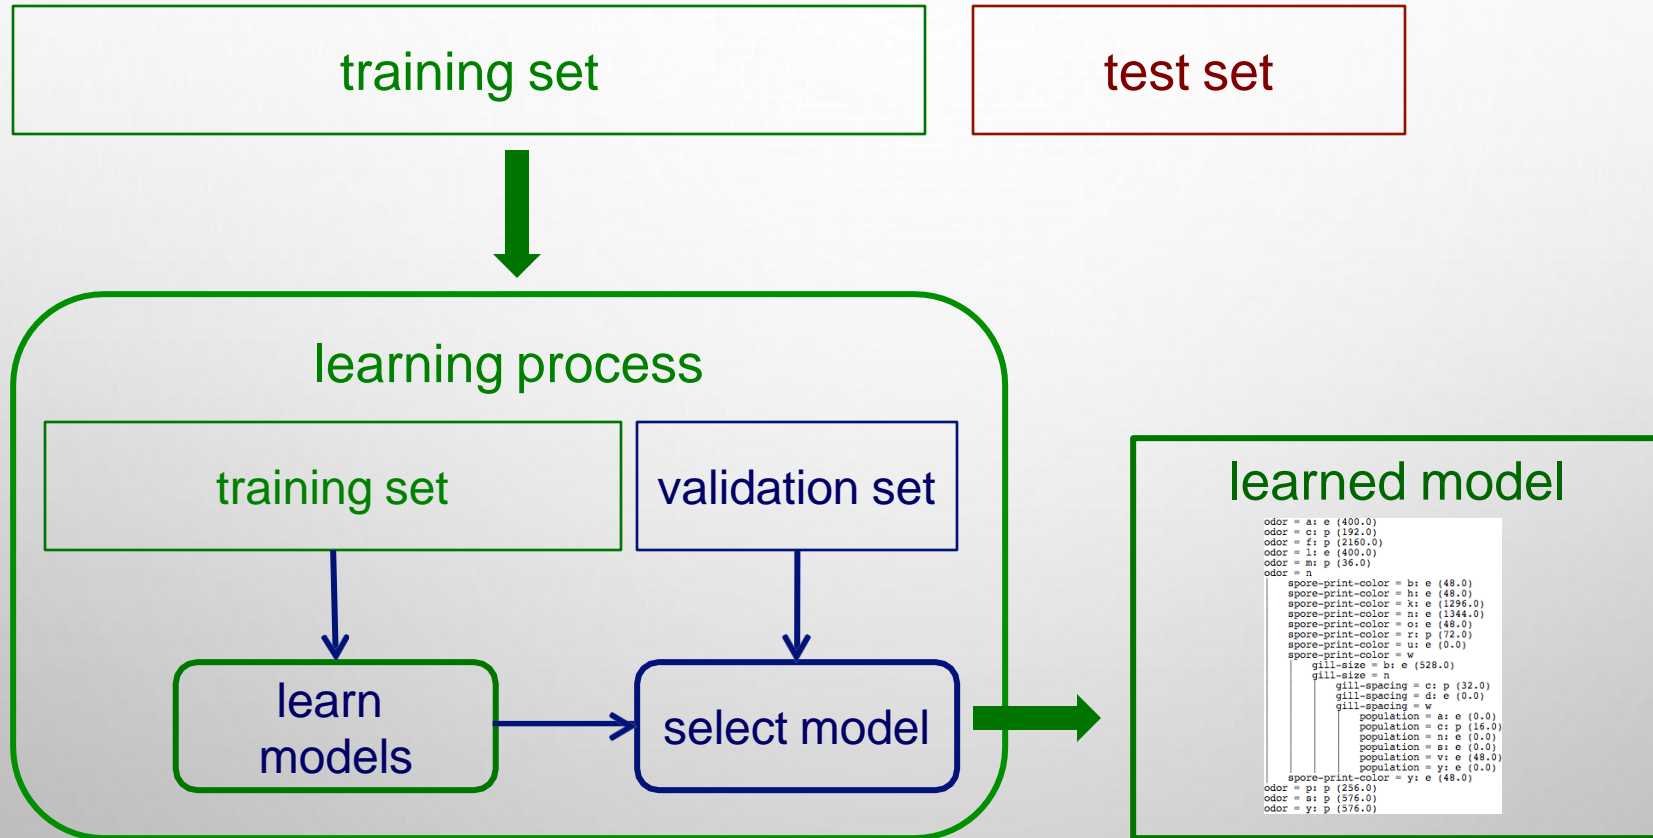 training set
test set
learning process
training set
validation set
learn
models
select model
learned model
odor = a: e (400.0)
odor = c: p (192.0)
odor = f: p (2160.0)
odor = l: e (400.0)
odor = m: p (36.0)
odor = n
|   spore-print-color = b: e (48.0)
|   spore-print-color = h: e (48.0)
|   spore-print-color = k: e (1296.0)
|   spore-print-color = n: e (1344.0)
|   spore-print-color = o: e (48.0)
|   spore-print-color = r: p (72.0)
|   spore-print-color = u: e (0.0)
|   spore-print-color = w
|   |   gill-size = b: e (528.0)
|   |   gill-size = n
|   |   |   gill-spacing = c: p (32.0)
|   |   |   gill-spacing = d: e (0.0)
|   |   |   gill-spacing = w
|   |   |   |   population = a: e (0.0)
|   |   |   |   population = c: p (16.0)
|   |   |   |   population = n: e (0.0)
|   |   |   |   population = s: e (0.0)
|   |   |   |   population = v: e (48.0)
|   |   |   |   population = y: e (0.0)
|   spore-print-color = y: e (48.0)
odor = p: p (256.0)
odor = s: p (576.0)
odor = y: p (576.0)